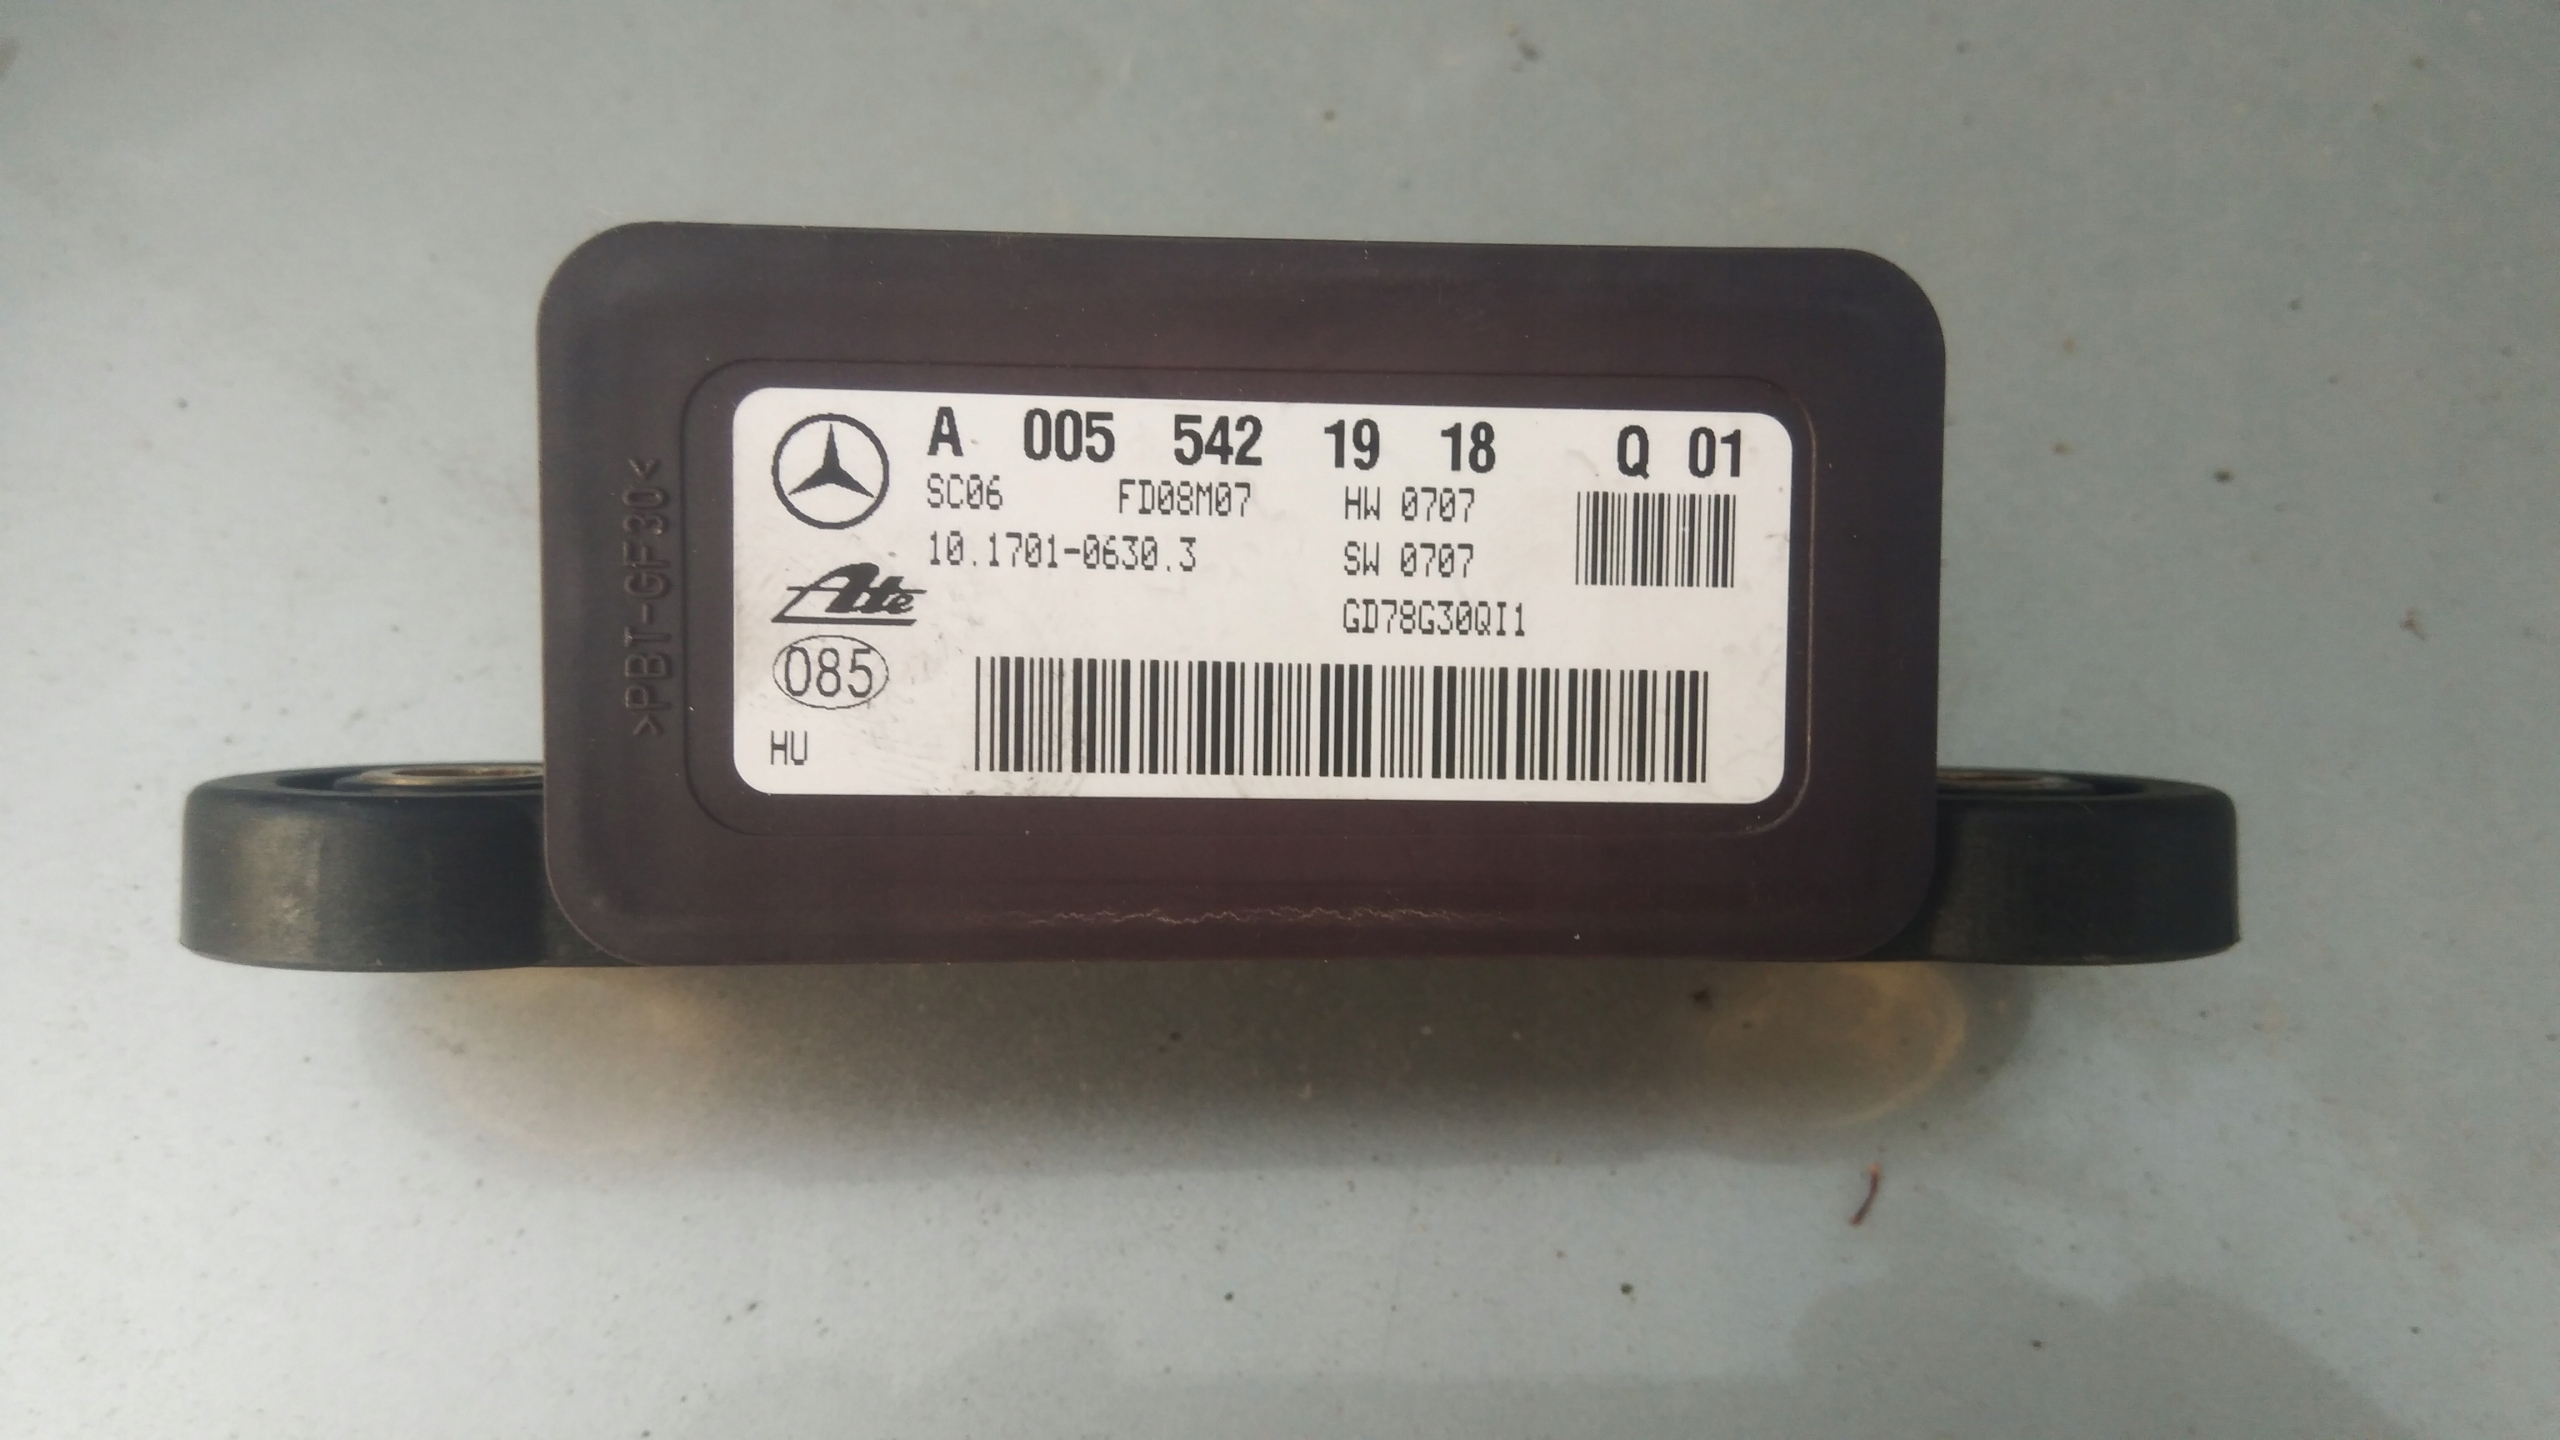 A 005 542 19 18 Q 01
SC06 FD08M07 HW 0707
10.1701-0630.3 SW 0707
Ate
GD78G30QI1
085
HU
>PBT-GF30<